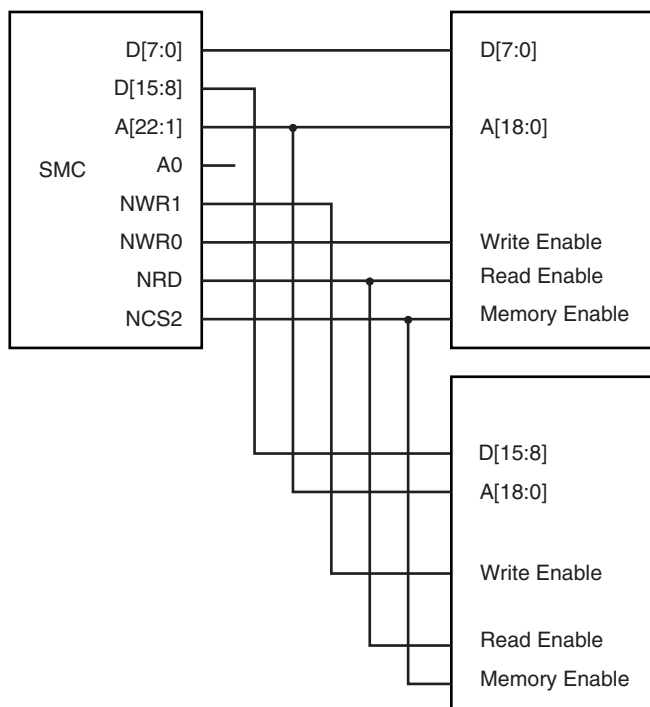 D[7:0]
D[15:8]
A[22:1]
SMC
A0
NWR1
NWR0
NRD
NCS2
D[7:0]
A[18:0]
Write Enable
Read Enable
Memory Enable
D[15:8]
A[18:0]
Write Enable
Read Enable
Memory Enable